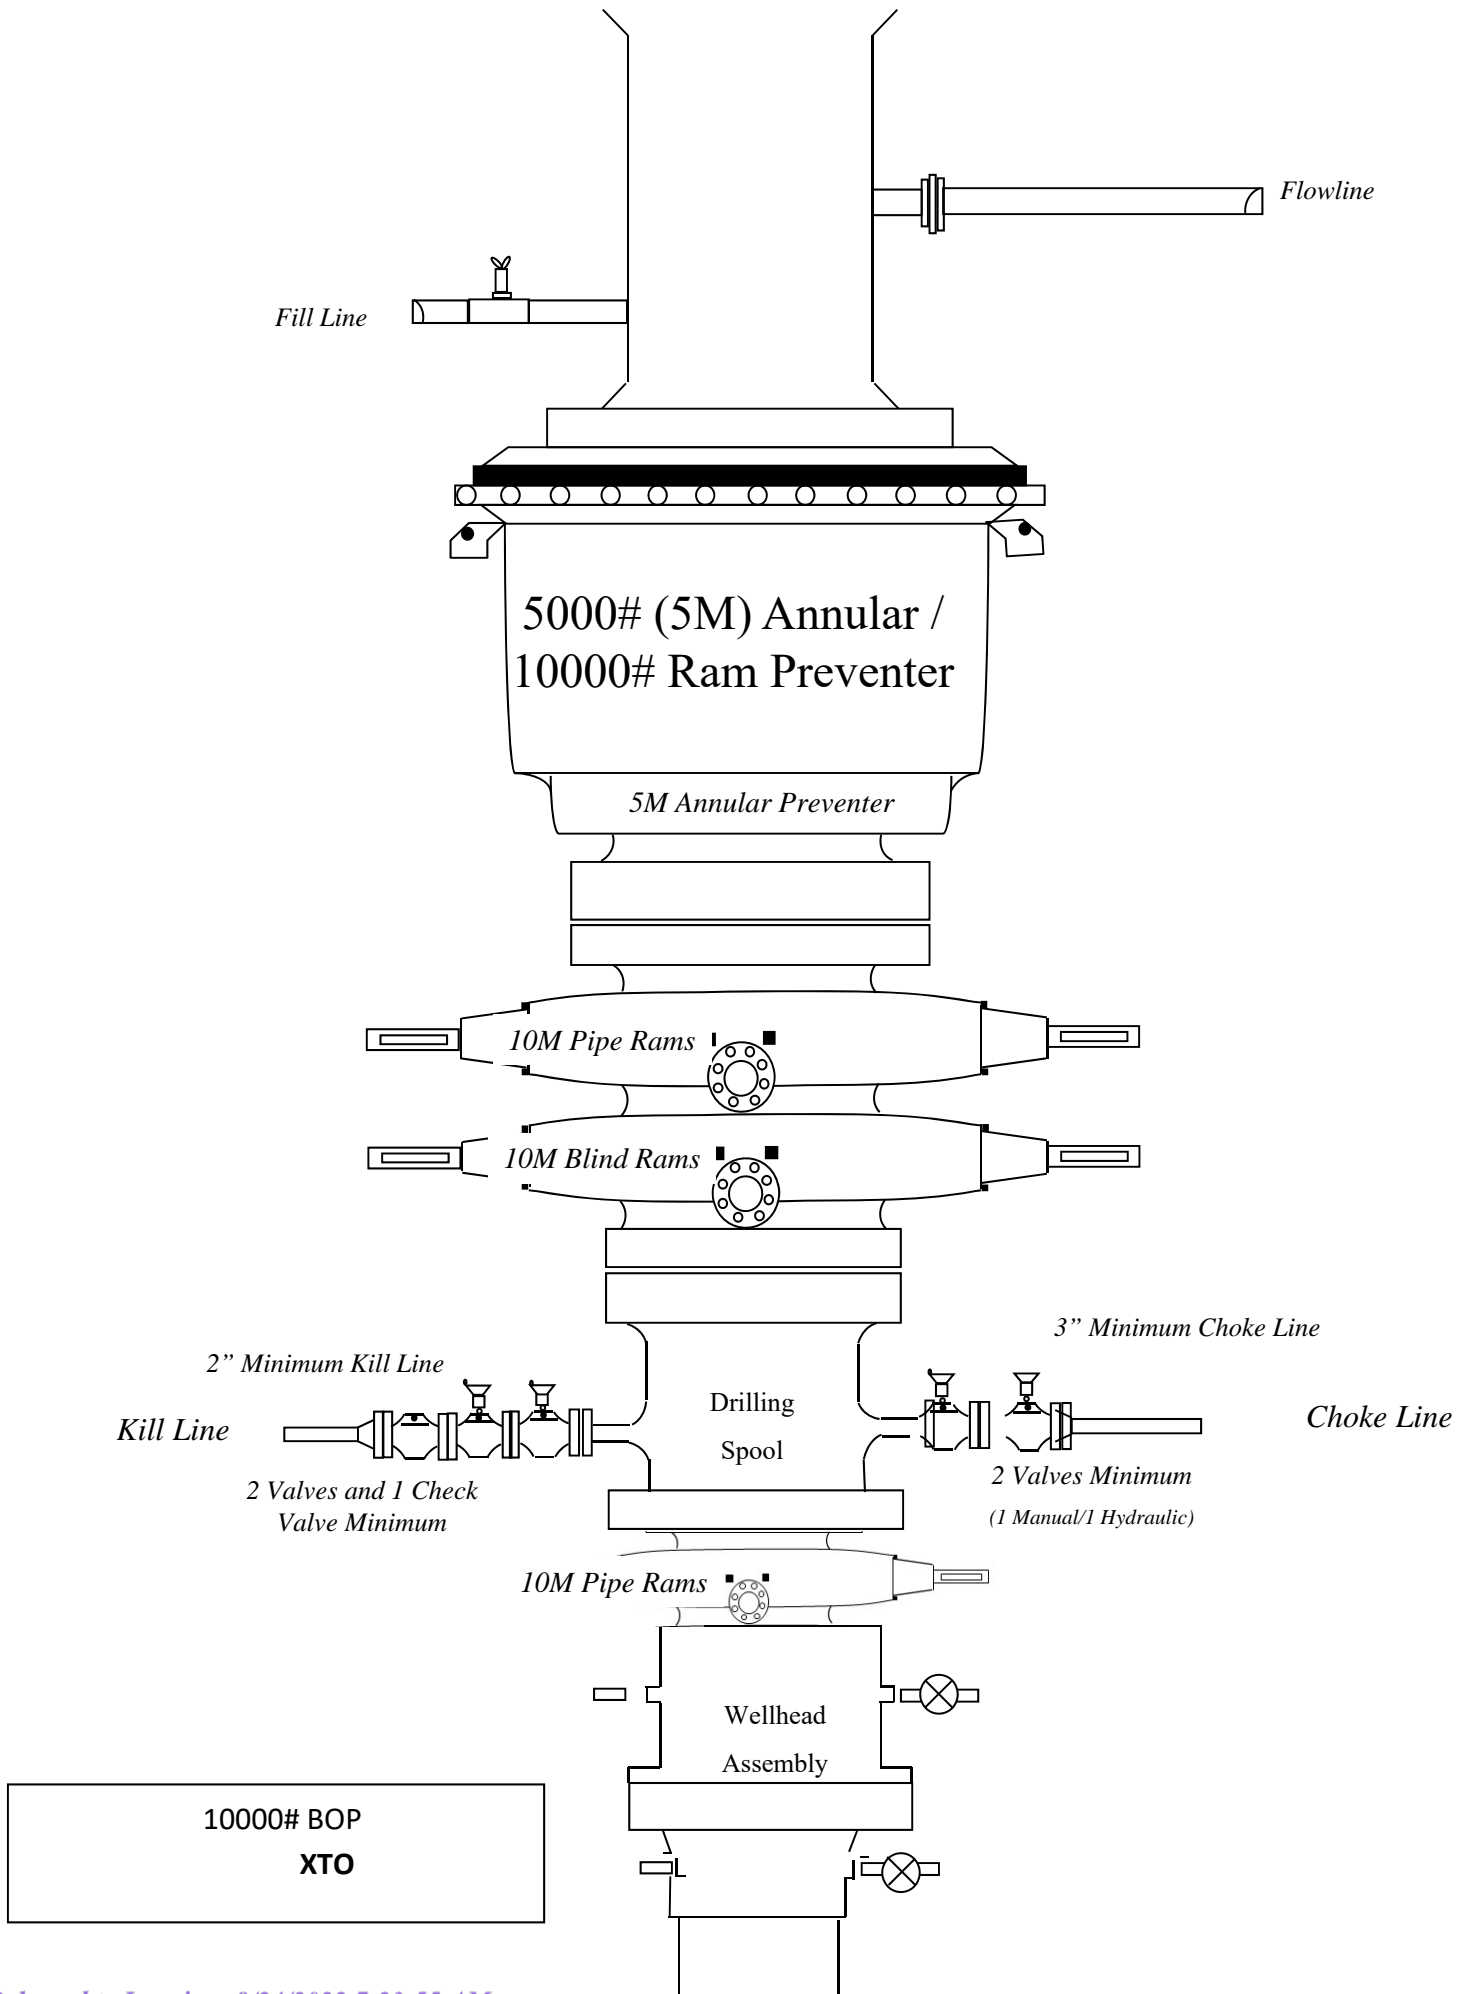 Flowline
Fill Line
5000# (5M) Annular /
10000# Ram Preventer
5M Annular Preventer
10M Pipe Rams
10M Blind Rams
3” Minimum Choke Line
2” Minimum Kill Line
Drilling
Spool
Kill Line
Choke Line
2 Valves and 1 Check
Valve Minimum
2 Valves Minimum
(1 Manual/1 Hydraulic)
10M Pipe Rams
Wellhead
Assembly
10000# BOP
XTO